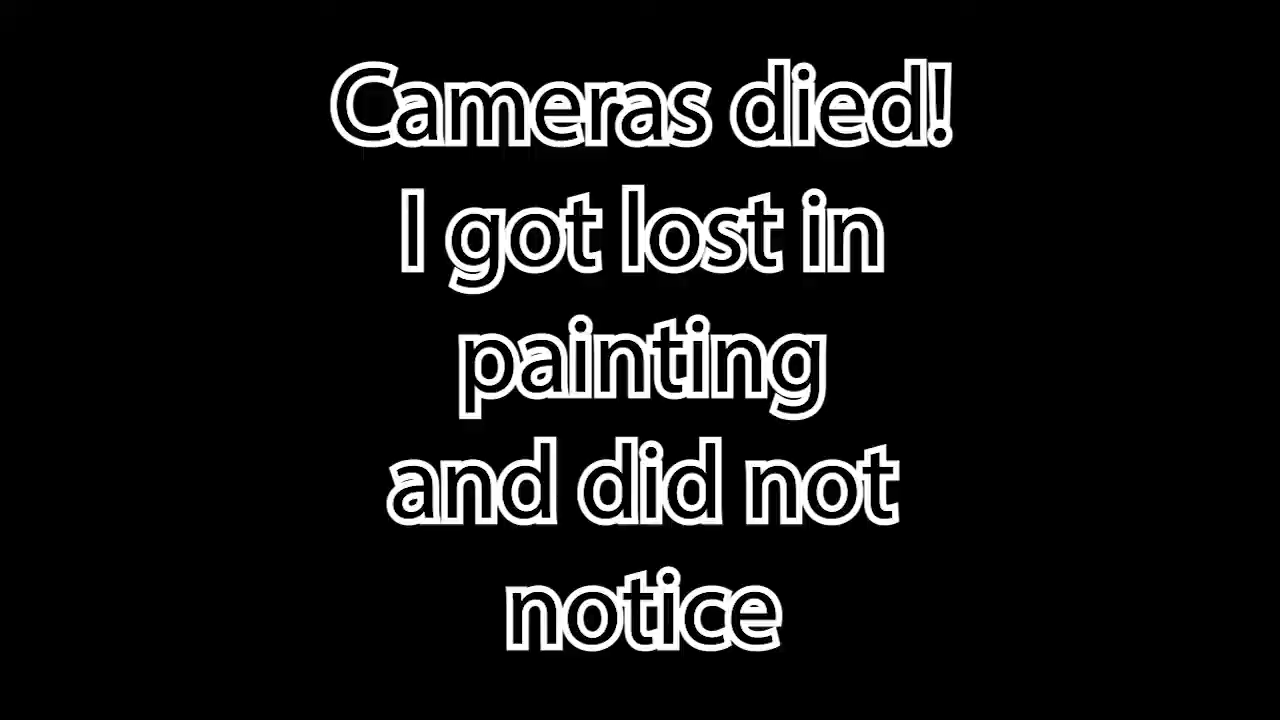 Cameras died!
I got lost in
painting
and did not
notice